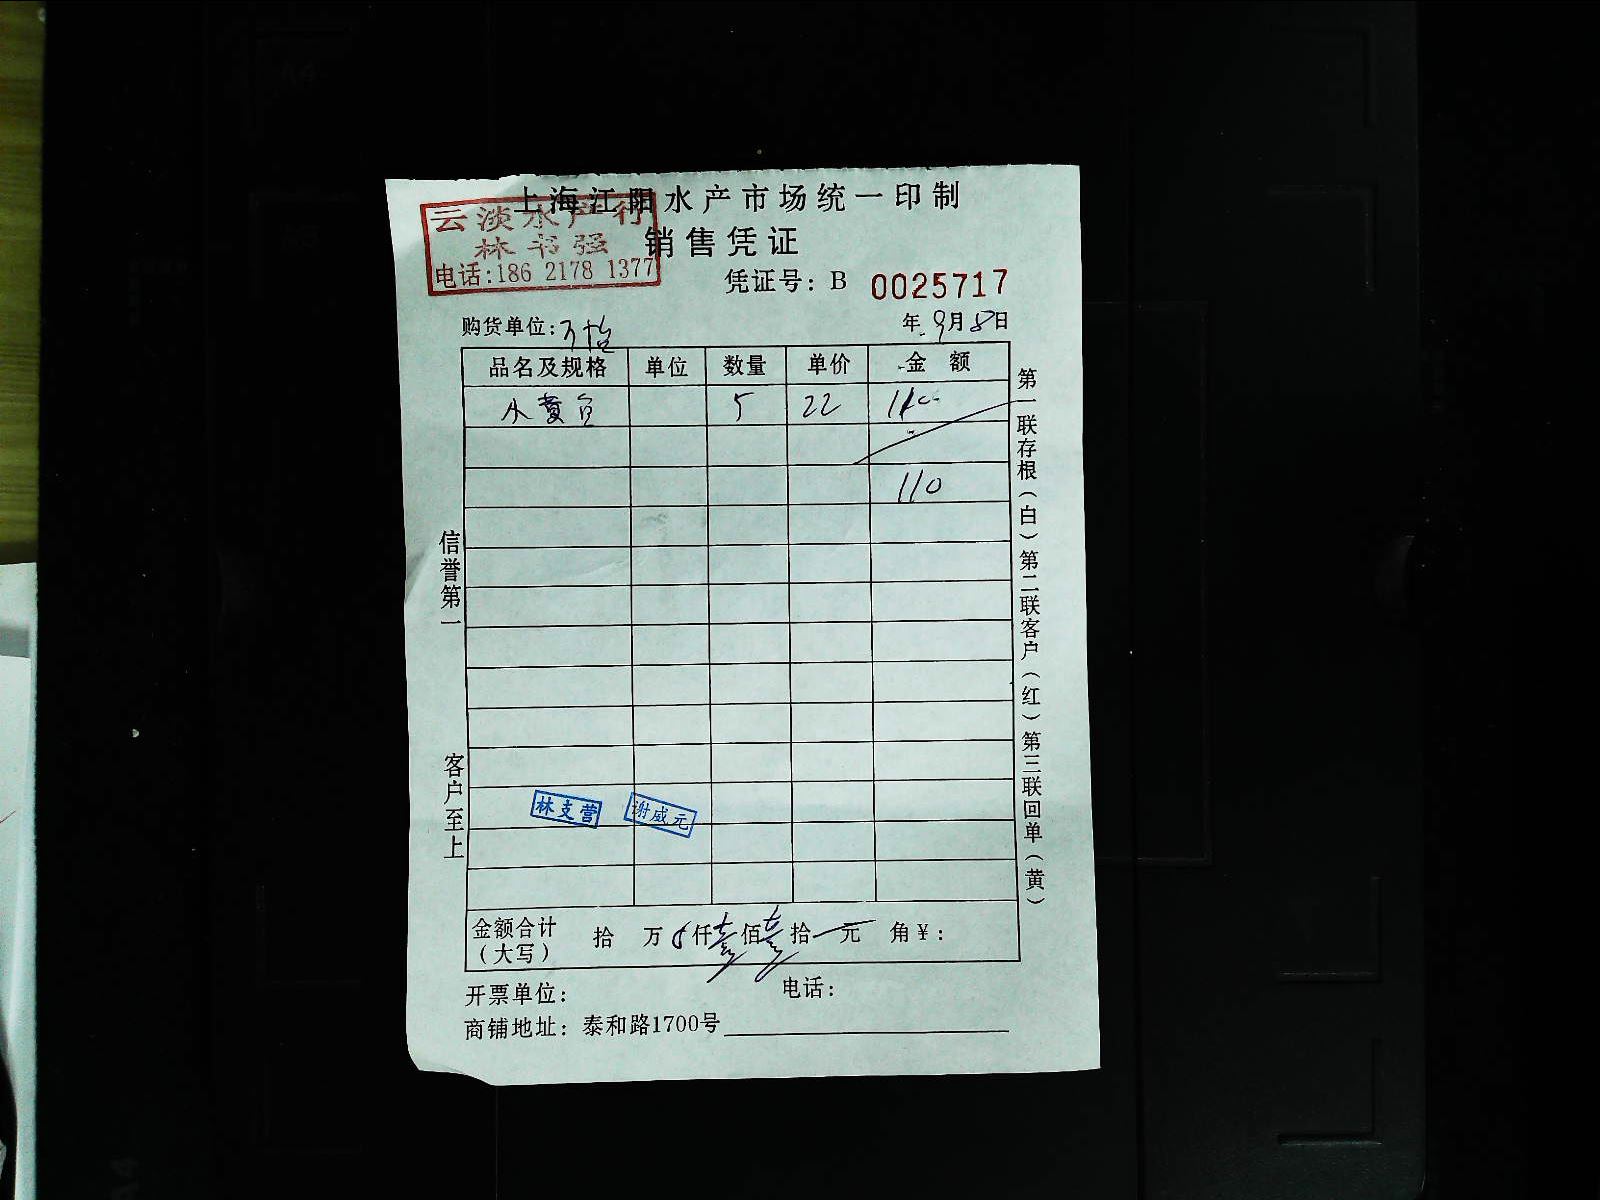 上海江阳水产市场统一印制
云淡水产行
林书强
电话:186 2178 1377
销售凭证
凭证号：B 0025717
购货单位:万怡
年 9月8日
品名及规格 单位 数量 单价 金额
小黄鱼 5 22 110
110
信誉第一
客户至上
第一联存根（白）第二联客户（红）第三联回单（黄）
林支营
谢威元
金额合计（大写） 拾 万 仟壹佰壹拾 元 角¥：
开票单位：
电话：
商铺地址：泰和路1700号